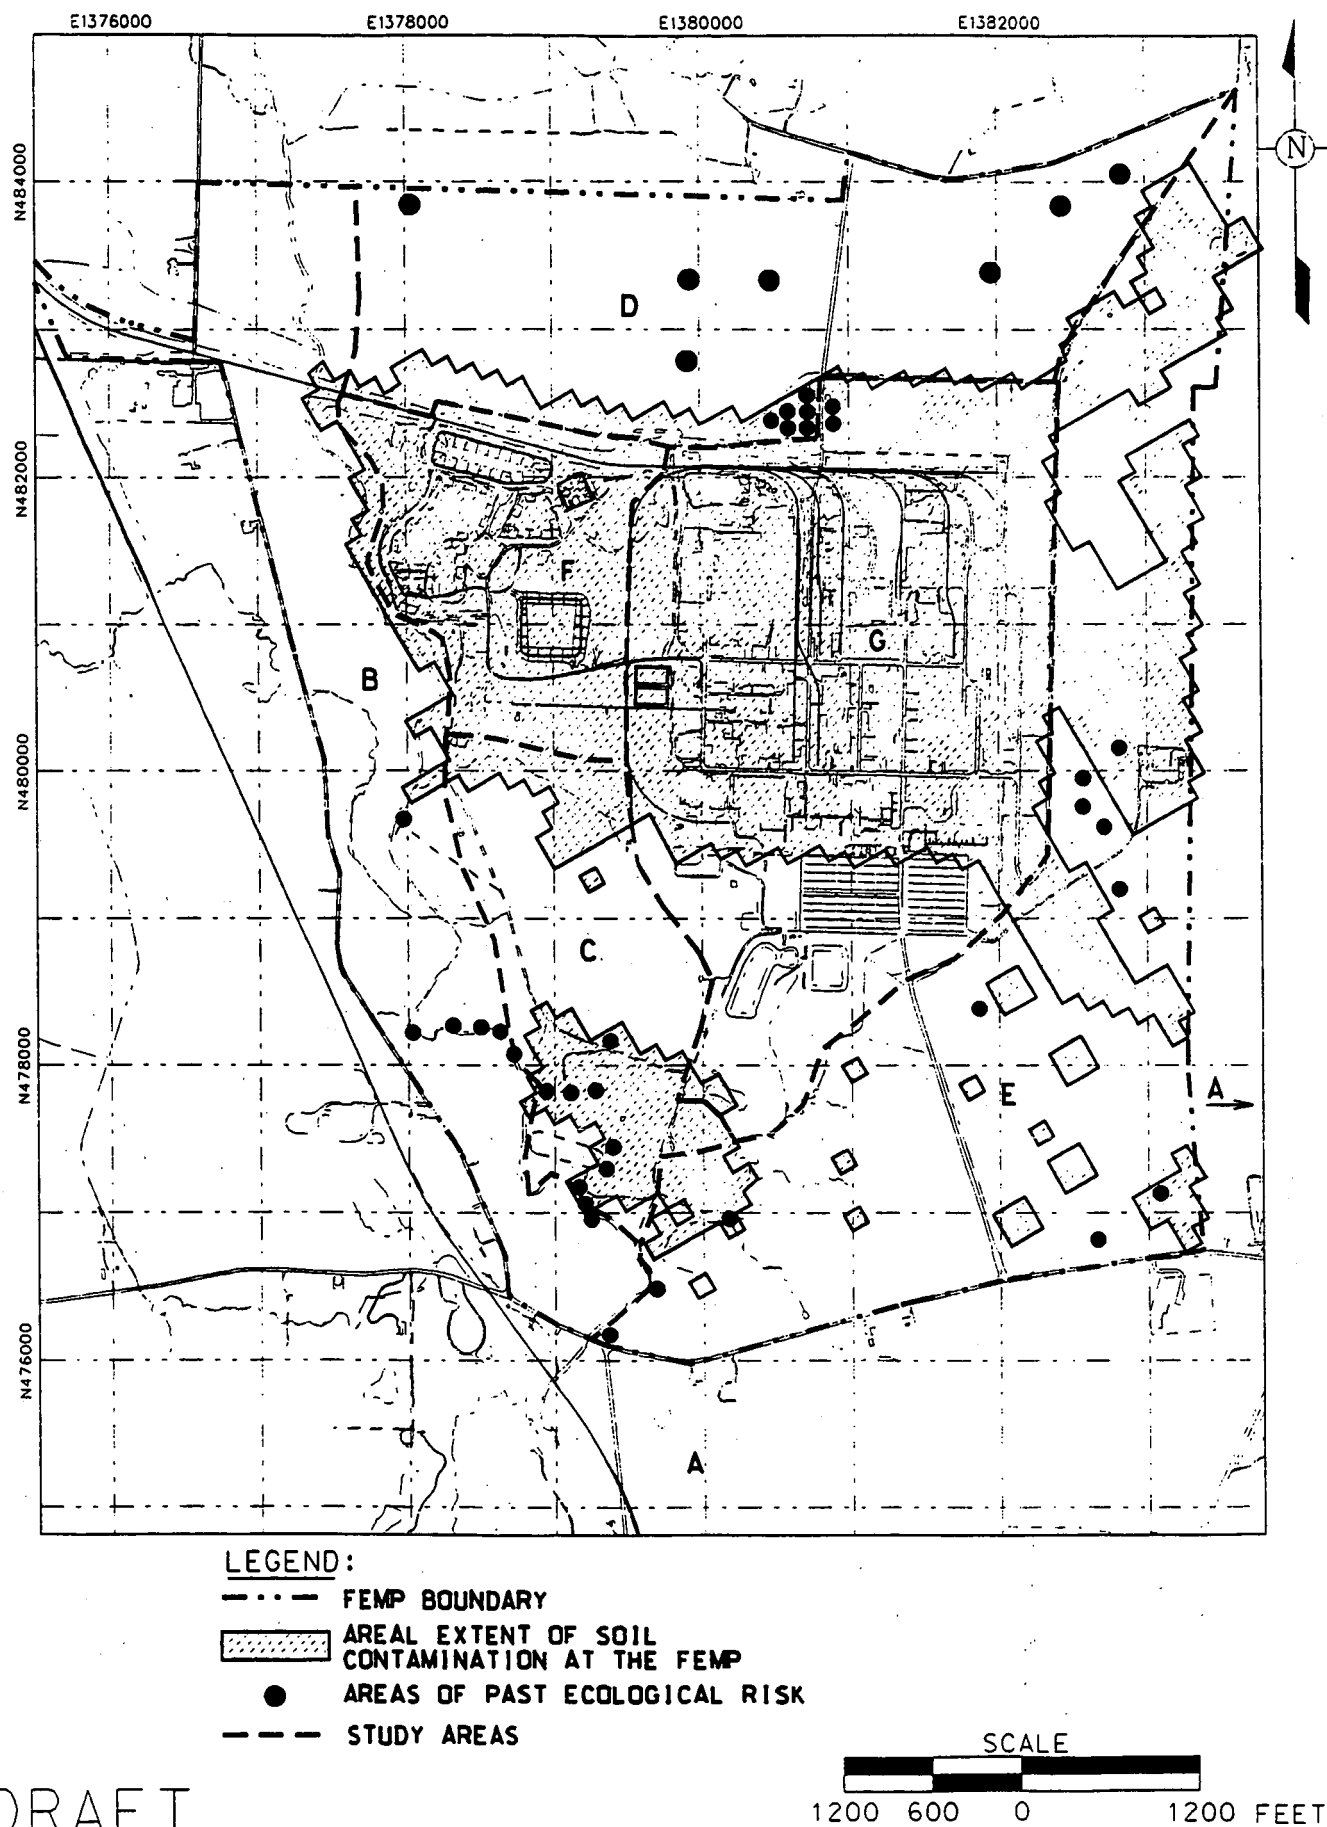 E1376000 E1378000 E1380000 E1382000
N
N484000
D
N482000
F
G
B
N480000
C
N478000
E
A
N476000
A
LEGEND:
FEMP BOUNDARY
AREAL EXTENT OF SOIL
CONTAMINATION AT THE FEMP
AREAS OF PAST ECOLOGICAL RISK
STUDY AREAS
SCALE
1200 600 0 1200 FEET
DRAFT